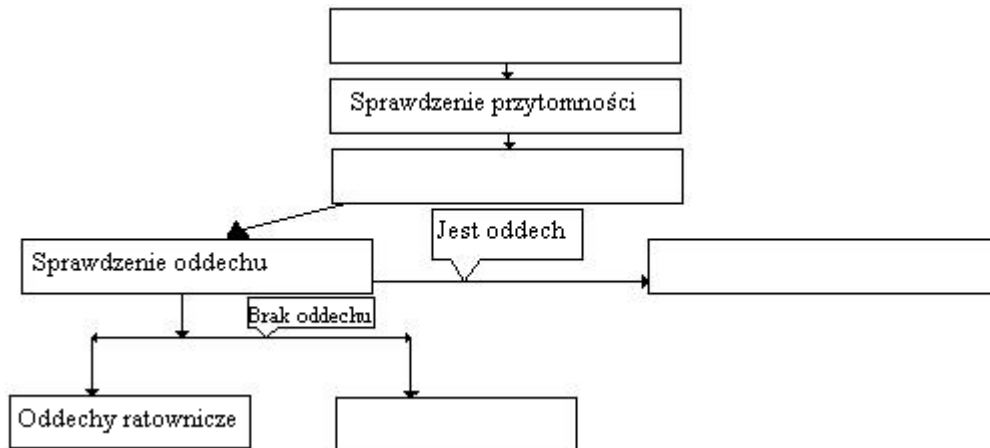 Sprawdzenie przytomności
Jest oddech
Sprawdzenie oddechu
Brak oddechu
Oddechy ratownicze